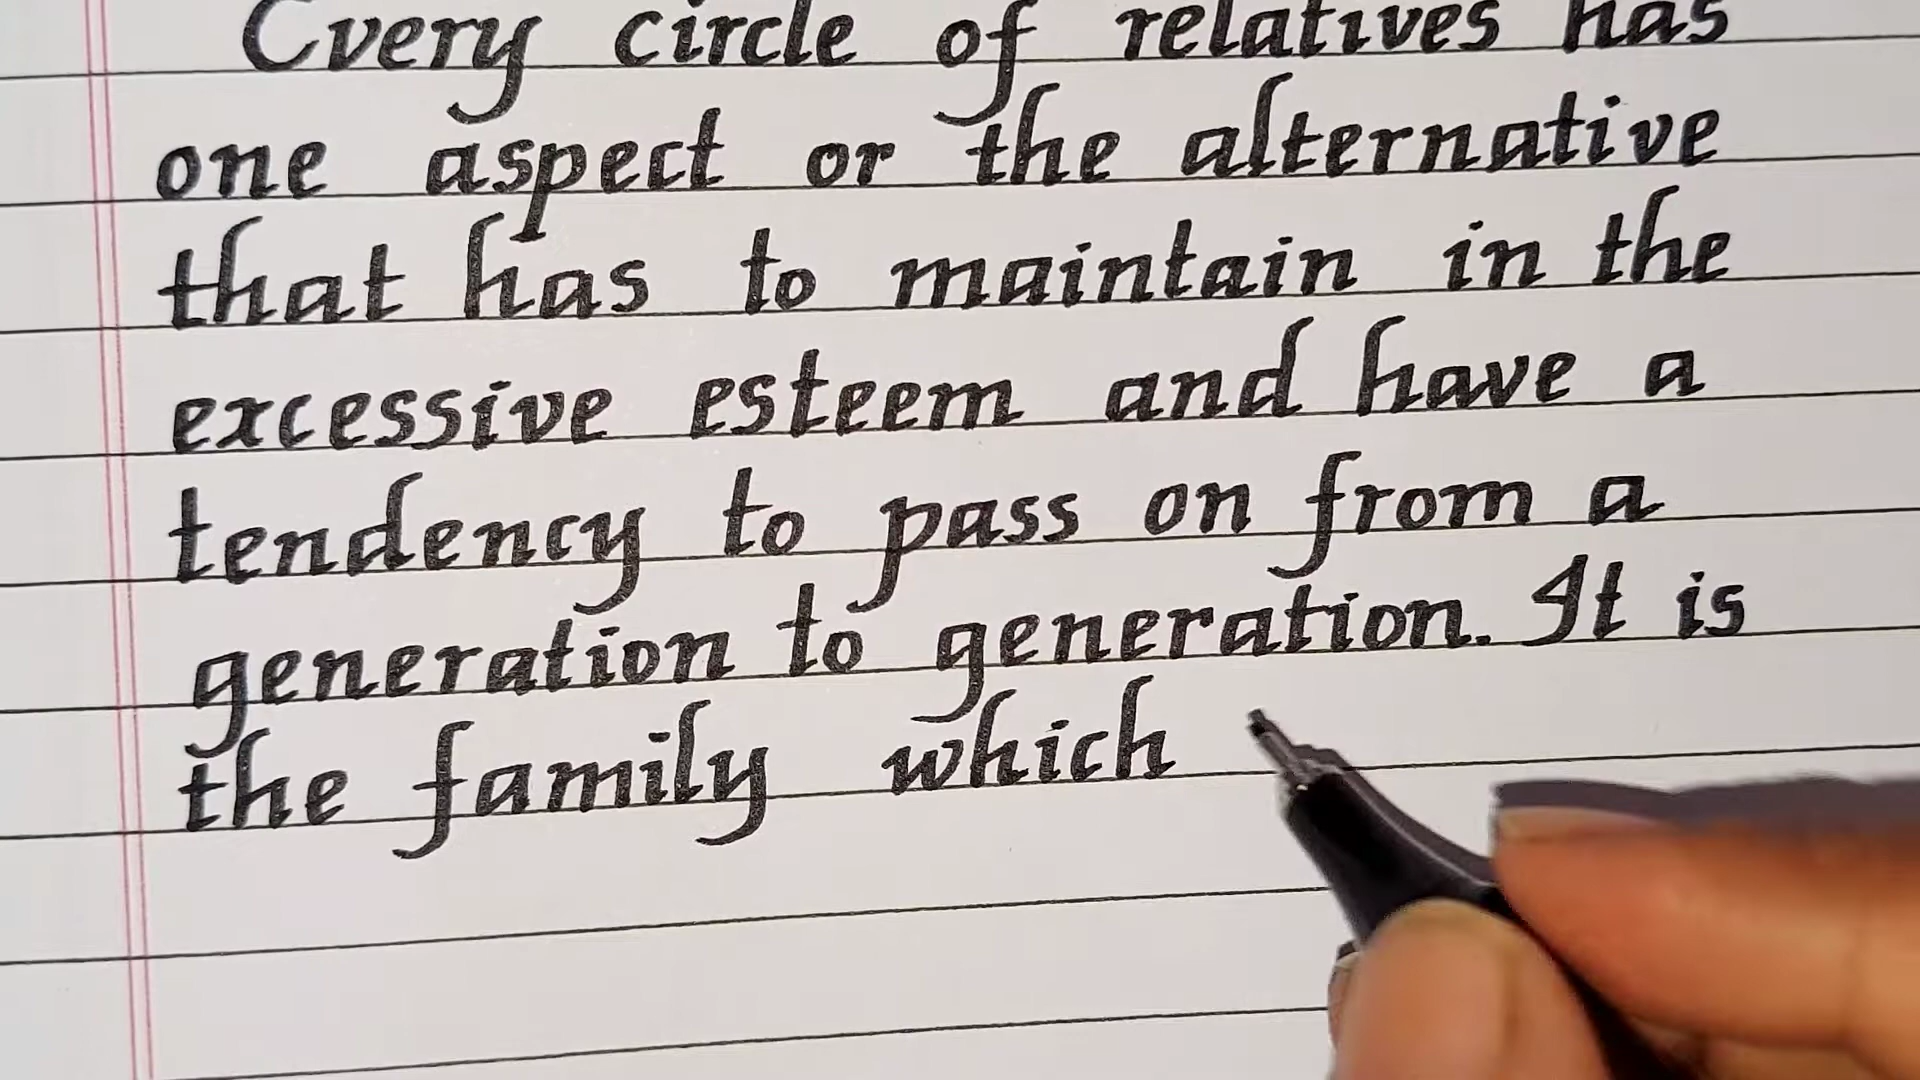 Every circle of relatives has
one aspect or the alternative
that has to maintain in the
excessive esteem and have a
tendency to pass on from a
generation to generation. It is
the family which